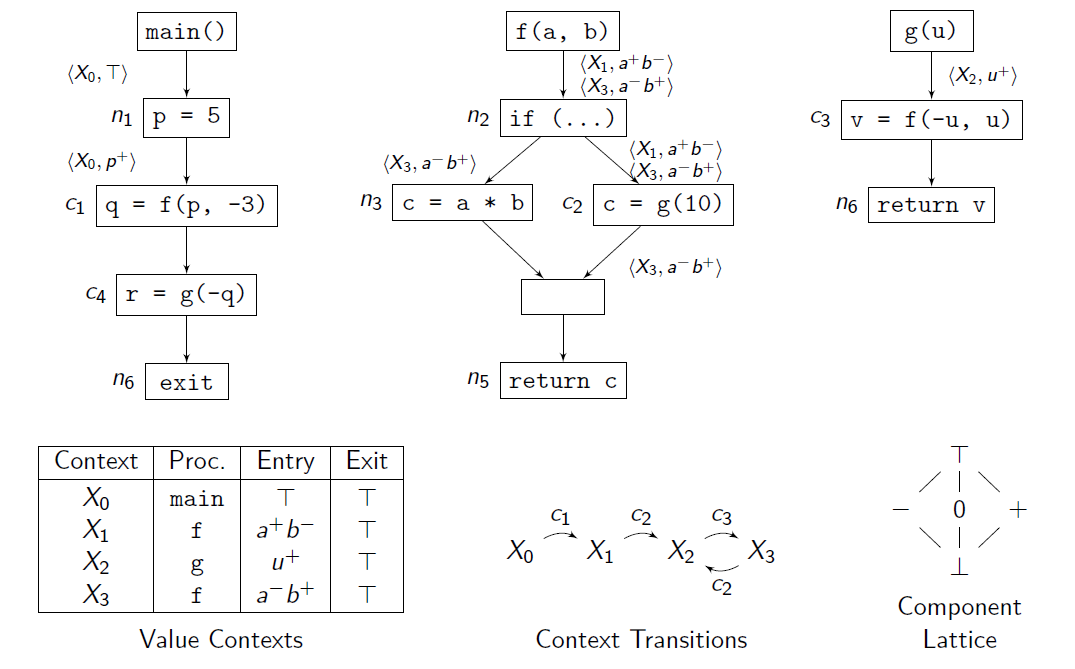 main()
⟨X₀, ⊤⟩
n₁ p = 5
⟨X₀, p⁺⟩
c₁ q = f(p, -3)
c₄ r = g(-q)
n₆ exit
f(a, b)
⟨X₁, a⁺b⁻⟩
⟨X₃, a⁻b⁺⟩
n₂ if (...)
⟨X₃, a⁻b⁺⟩
⟨X₁, a⁺b⁻⟩
⟨X₃, a⁻b⁺⟩
n₃ c = a * b
c₂ c = g(10)
⟨X₃, a⁻b⁺⟩
n₅ return c
g(u)
⟨X₂, u⁺⟩
c₃ v = f(-u, u)
n₆ return v
Context Proc. Entry Exit
X₀ main ⊤ ⊤
X₁ f a⁺b⁻ ⊤
X₂ g u⁺ ⊤
X₃ f a⁻b⁺ ⊤
Value Contexts
c₁ c₂ c₃
X₀ X₁ X₂ X₃
c₂
Context Transitions
⊤
− 0 +
⊥
Component
Lattice